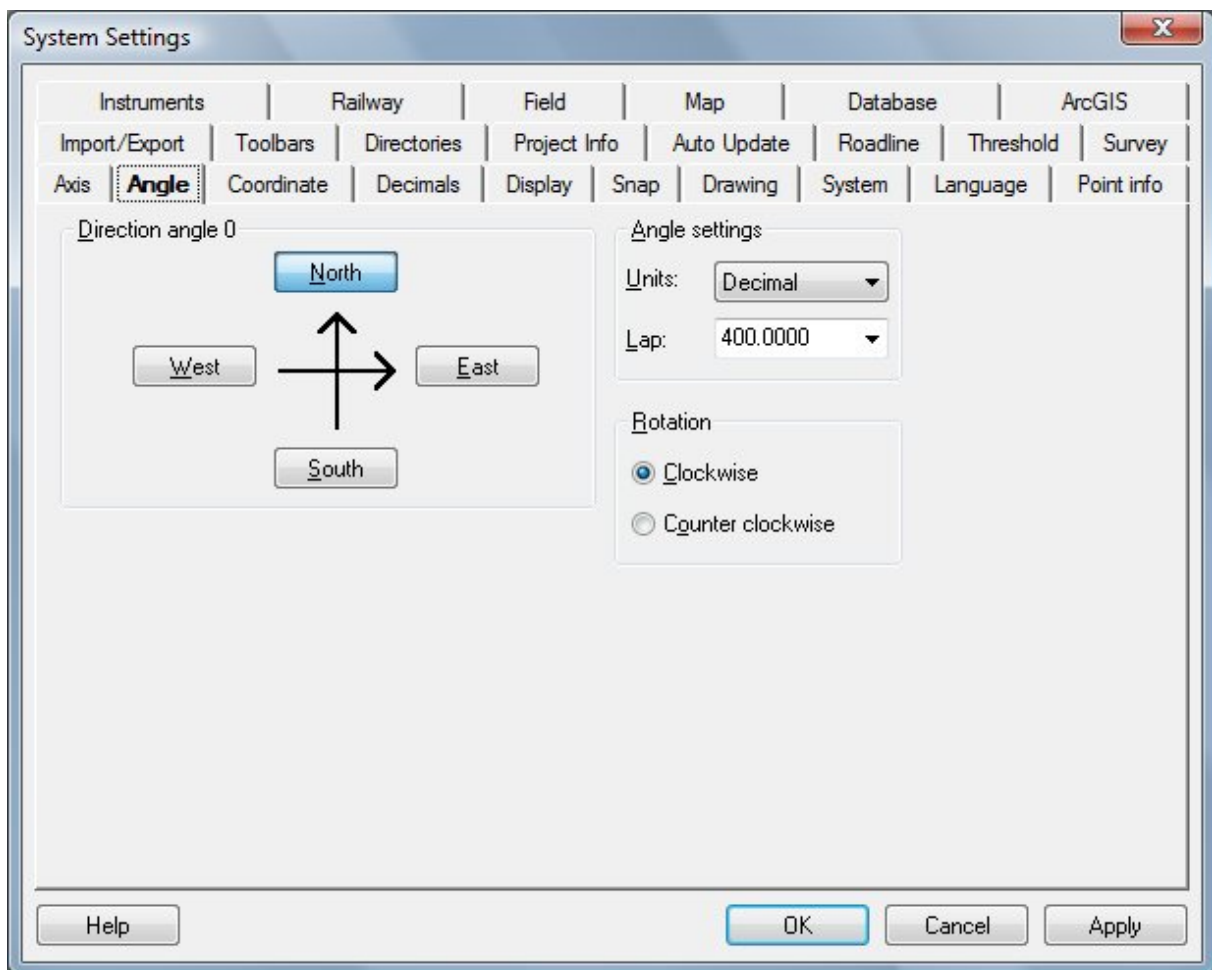 System Settings
Instruments Railway Field Map Database ArcGIS
Import/Export Toolbars Directories Project Info Auto Update Roadline Threshold Survey
Axis Angle Coordinate Decimals Display Snap Drawing System Language Point info
Direction angle 0
North
West East
South
Angle settings
Units: Decimal
Lap: 400.0000
Rotation
Clockwise
Counter clockwise
Help OK Cancel Apply